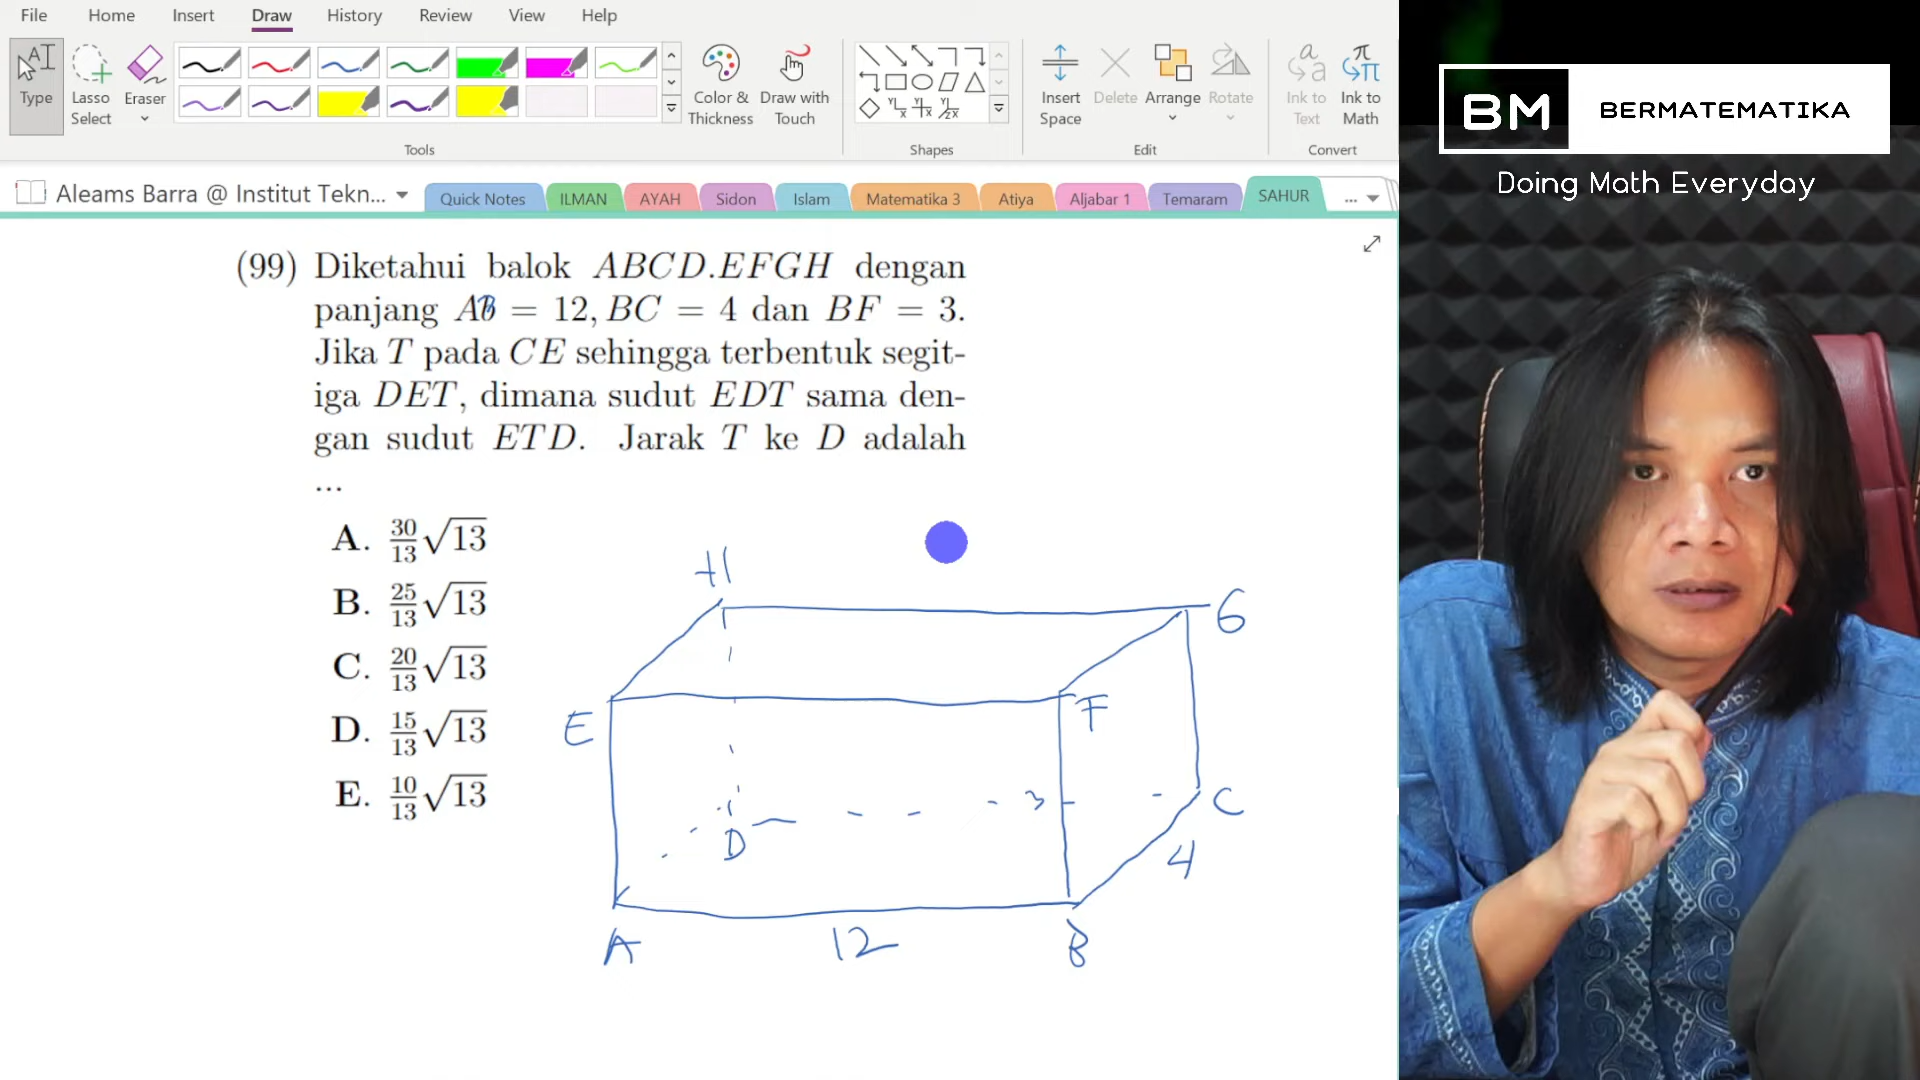 File Home Insert Draw History Review View Help
Type
Lasso Select
Eraser
Color & Thickness
Draw with Touch
Insert Space
Delete
Arrange
Rotate
Ink to Text
Ink to Math
Tools
Shapes
Edit
Convert
Aleams Barra @ Institut Tekn...
Quick Notes ILMAN AYAH Sidon Islam Matematika 3 Atiya Aljabar 1 Pramuka Temaram SAHUR ...
BM BERMATEMATIKA
Doing Math Everyday
(99) Diketahui balok ABCD.EFGH dengan
panjang AB = 12, BC = 4 dan BF = 3.
Jika T pada CE sehingga terbentuk segit-
iga DET, dimana sudut EDT sama den-
gan sudut ETD. Jarak T ke D adalah
...
A. 30/13 √13
B. 25/13 √13
C. 20/13 √13
D. 15/13 √13
E. 10/13 √13
H
G
E
F
3
C
D
4
A
12
B